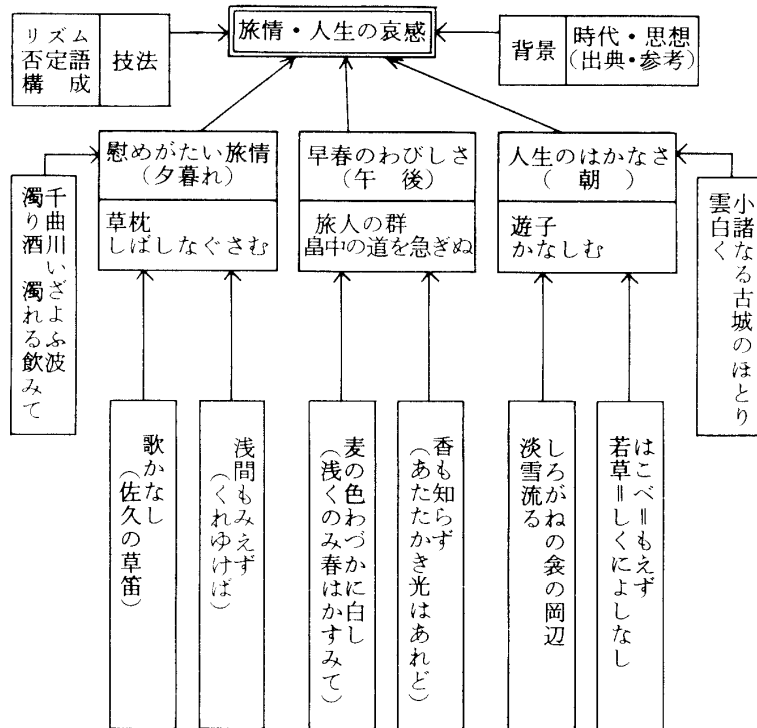 旅情・人生の哀感
リズム
否定語
構成
技法
背景
時代・思想
(出典・参考)
慰めがたい旅情
(夕暮れ)
草枕
しばしなぐさむ
早春のわびしさ
(午後)
旅人の群
畠中の道を急ぎぬ
人生のはかなさ
(朝)
遊子
かなしむ
千曲川いざよふ波
濁り酒 濁れる飲みて
小諸なる古城のほとり
雲白く
歌かなし
(佐久の草笛)
浅間もみえず
(くれゆけば)
麦の色わづかに白し
(浅くのみ春はかすみて)
香も知らず
(あたたかき光はあれど)
しろがねの衾の岡辺
淡雪流る
はこべ=もえず
若草=しくによしなし